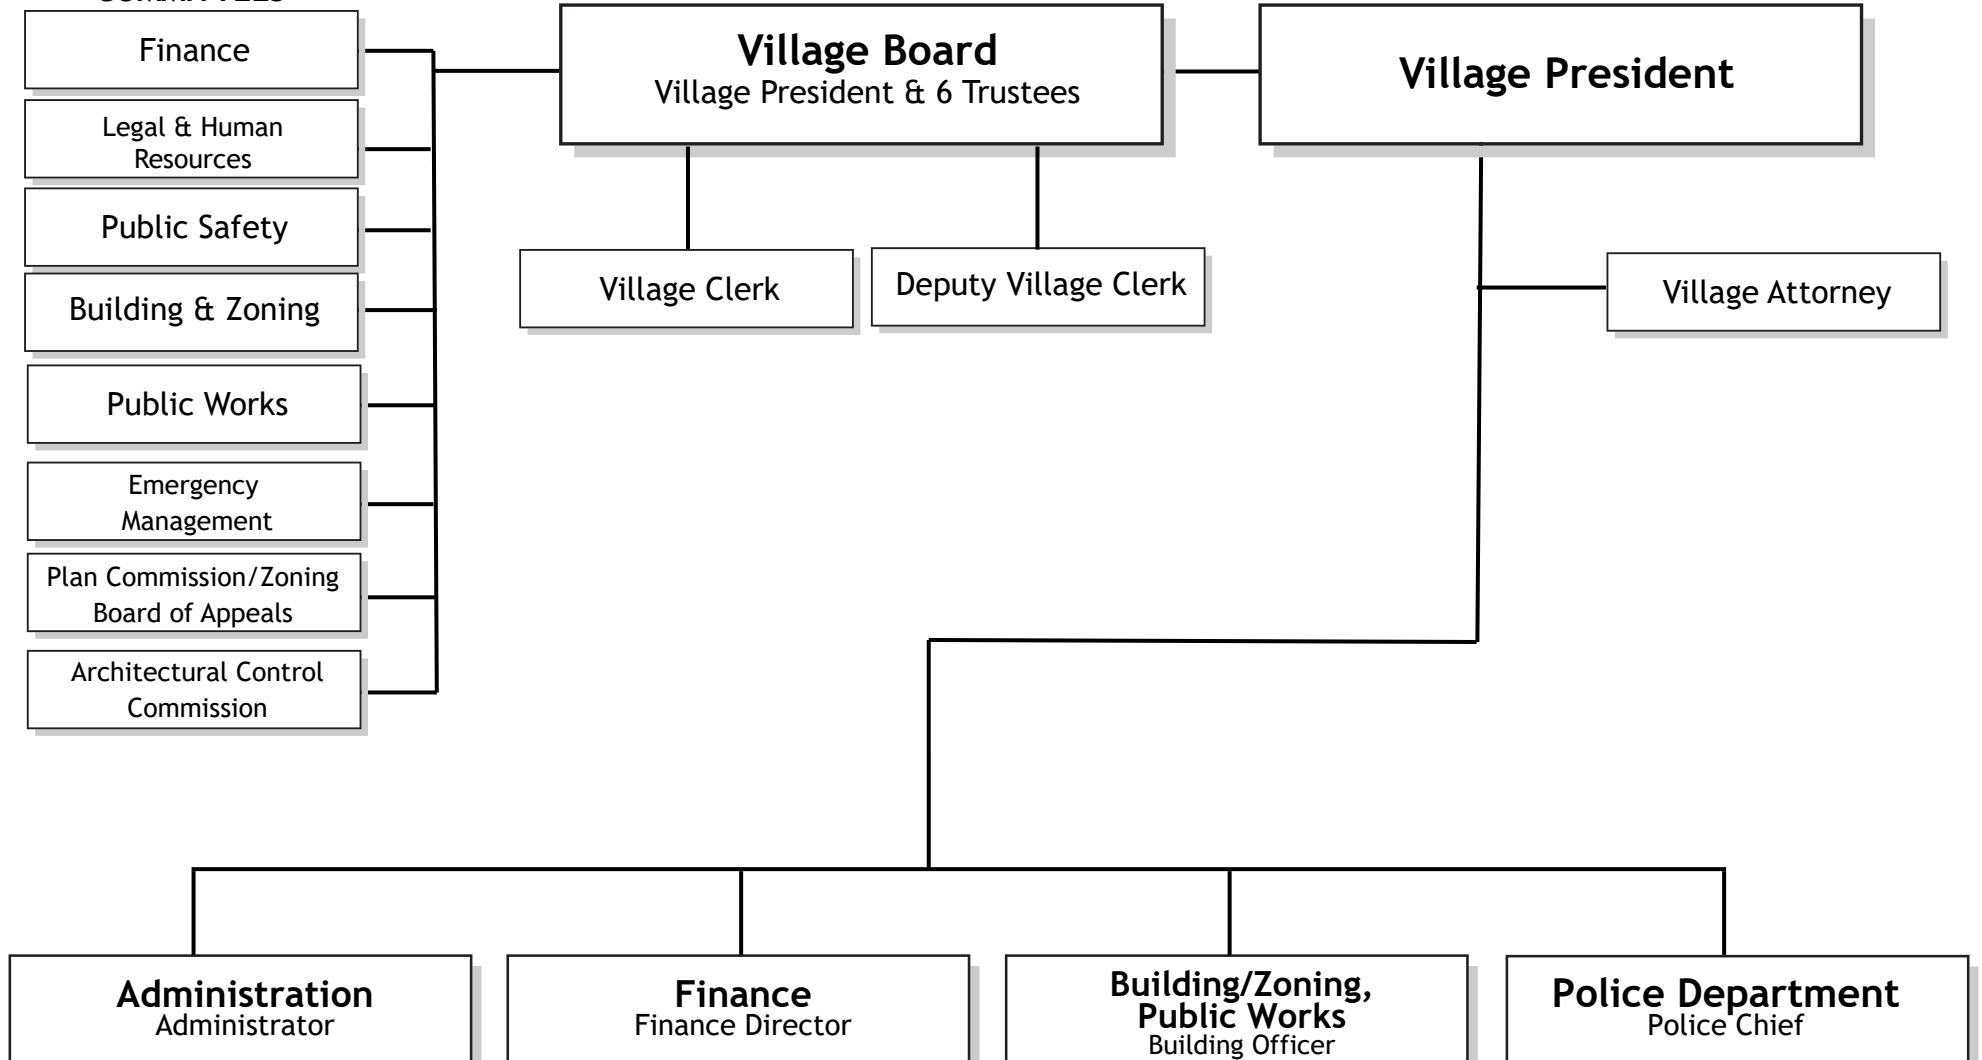 Finance
Legal & Human
Resources
Public Safety
Building & Zoning
Public Works
Emergency
Management
Plan Commission/Zoning
Board of Appeals
Architectural Control
Commission
Village Board
Village President & 6 Trustees
Village President
Village Clerk
Deputy Village Clerk
Village Attorney
Administration
Administrator
Finance
Finance Director
Building/Zoning,
Public Works
Building Officer
Police Department
Police Chief